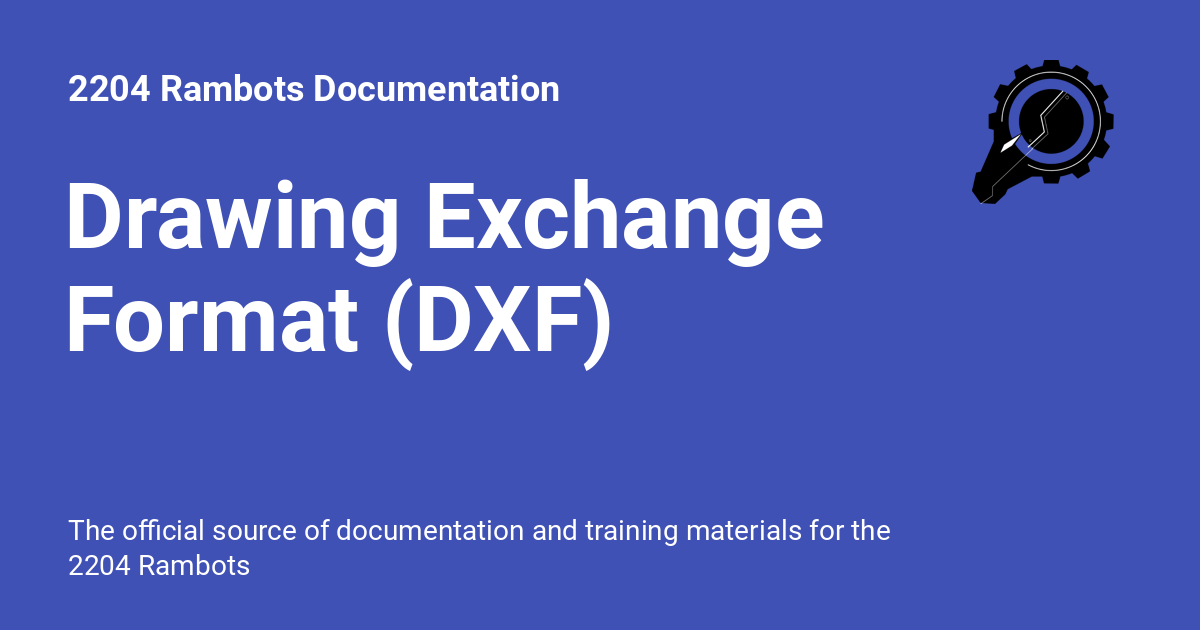 2204 Rambots Documentation
Drawing Exchange
Format (DXF)
The official source of documentation and training materials for the
2204 Rambots